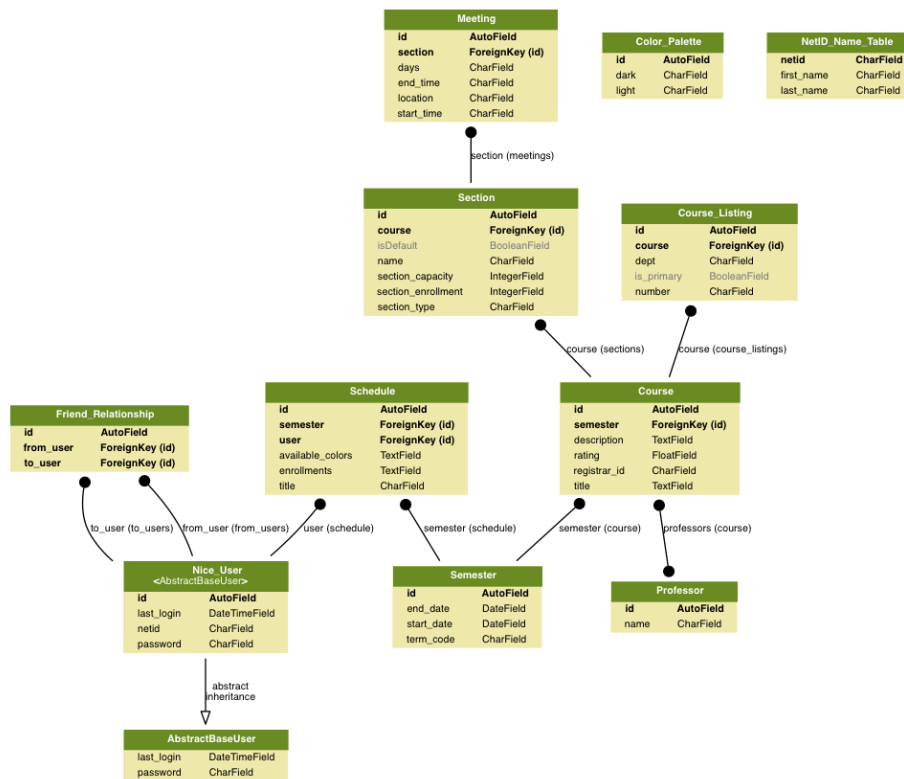 Meeting
id AutoField
section ForeignKey (id)
days CharField
end_time CharField
location CharField
start_time CharField
Color_Palette
id AutoField
dark CharField
light CharField
NetID_Name_Table
netid CharField
first_name CharField
last_name CharField
section (meetings)
Section
id AutoField
course ForeignKey (id)
isDefault BooleanField
name CharField
section_capacity IntegerField
section_enrollment IntegerField
section_type CharField
Course_Listing
id AutoField
course ForeignKey (id)
dept CharField
is_primary BooleanField
number CharField
course (sections)
course (course_listings)
Friend_Relationship
id AutoField
from_user ForeignKey (id)
to_user ForeignKey (id)
Schedule
id AutoField
semester ForeignKey (id)
user ForeignKey (id)
available_colors TextField
enrollments TextField
title CharField
Course
id AutoField
semester ForeignKey (id)
description TextField
rating FloatField
registrar_id CharField
title TextField
to_user (to_users)
from_user (from_users)
user (schedule)
semester (schedule)
semester (course)
professors (course)
Nice_User
<AbstractBaseUser>
id AutoField
last_login DateTimeField
netid CharField
password CharField
Semester
id AutoField
end_date DateField
start_date DateField
term_code CharField
Professor
id AutoField
name CharField
abstract
inheritance
AbstractBaseUser
last_login DateTimeField
password CharField